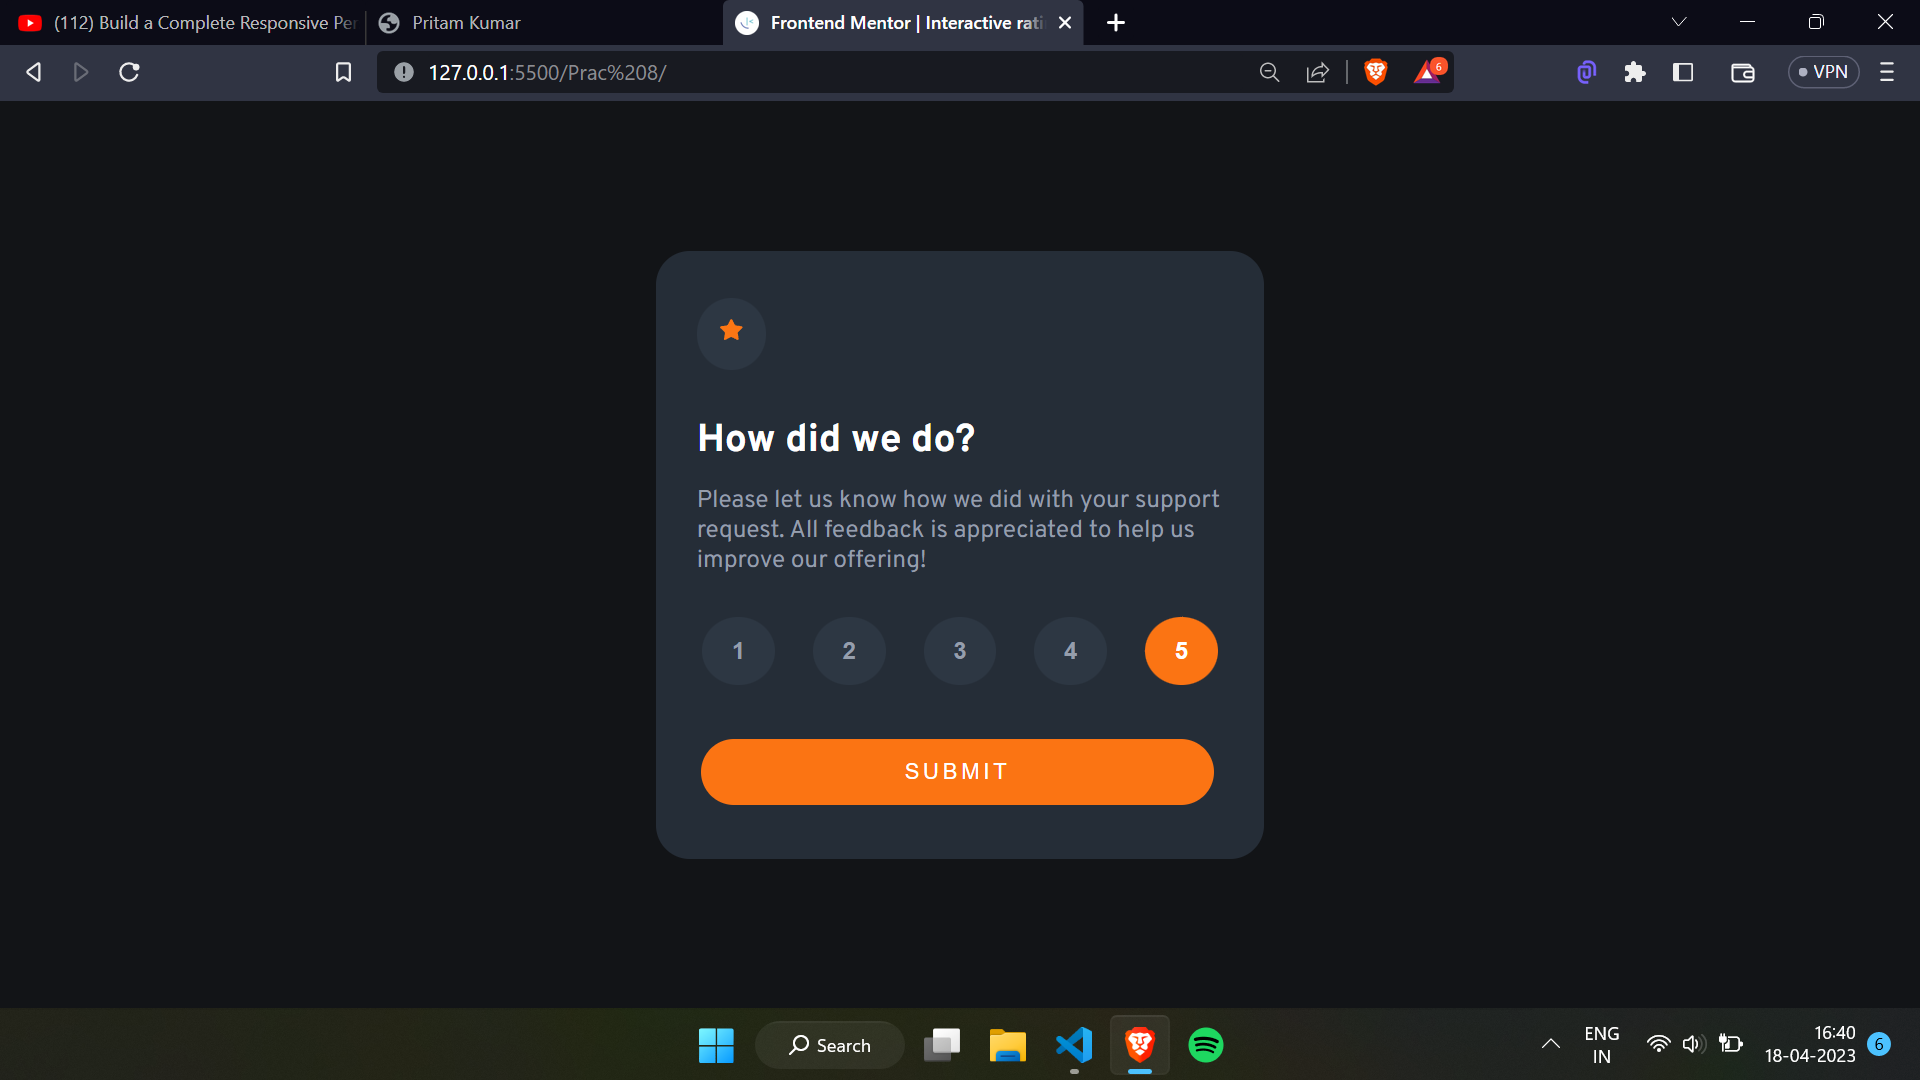 (112) Build a Complete Responsive Per
Pritam Kumar
Frontend Mentor | Interactive rati
127.0.0.1:5500/Prac%208/
6
VPN
How did we do?
Please let us know how we did with your support
request. All feedback is appreciated to help us
improve our offering!
1 2 3 4 5
SUBMIT
Search
ENG
IN
16:40
18-04-2023
6